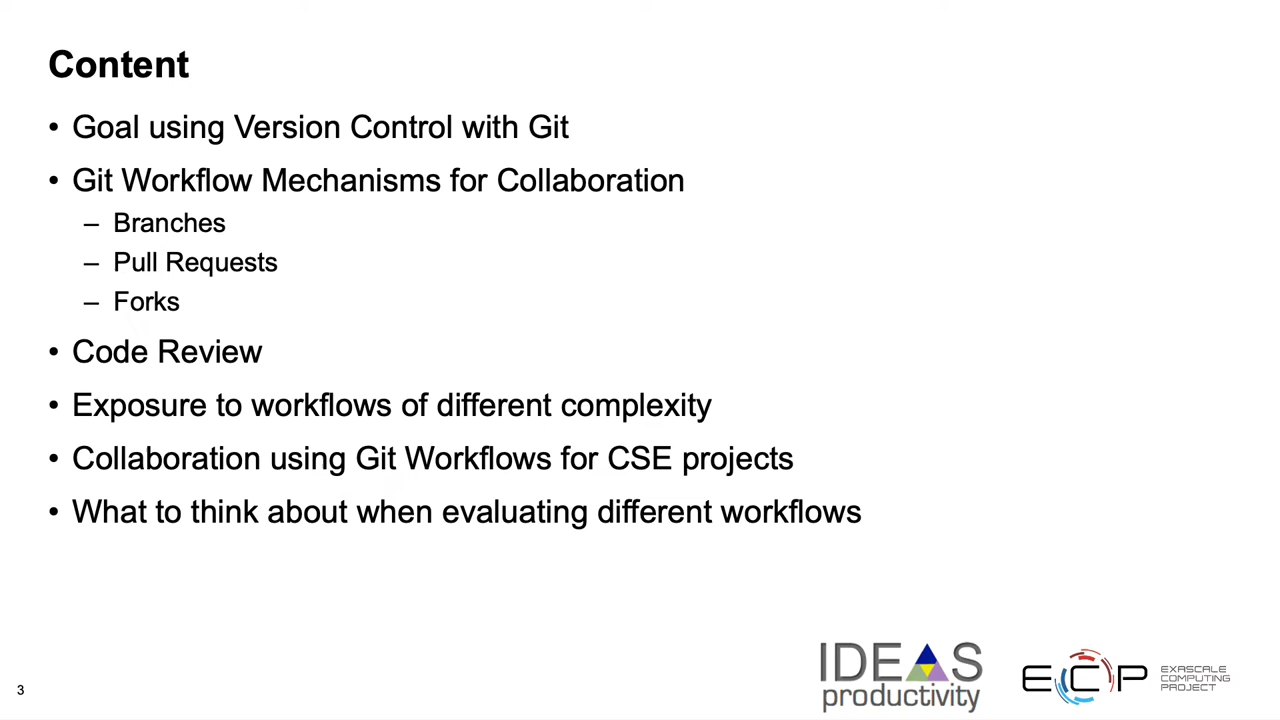 Content
• Goal using Version Control with Git
• Git Workflow Mechanisms for Collaboration
– Branches
– Pull Requests
– Forks
• Code Review
• Exposure to workflows of different complexity
• Collaboration using Git Workflows for CSE projects
• What to think about when evaluating different workflows
3
IDEAS
productivity
ECP
EXASCALE
COMPUTING
PROJECT